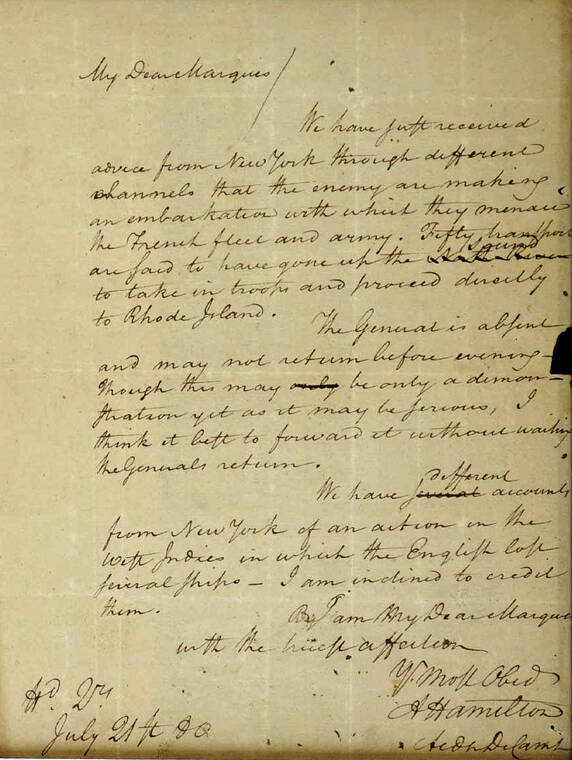 My Dear Marquis
We have just received
advice from New York through different
channels that the enemy are making
an embarkation with which they menace
the French fleet and army. Fifty transports
Sound
are said to have gone up the
to take in troops and proceed directly
to Rhode Island.
The General is absent
and may not return before evening—
Though this may only be only a demon-
stration yet as it may be serious, I
think it best to forward it without waiting
the Generals return.
different
We have several accounts
from New York of an action in the
West Indies in which the English lost
several ships — I am inclined to credit
them.
I am My Dear Marquis
with the truest affection
Yr. Most Obed
A Hamilton
Aide De Camp
Hd. Qrs
July 21st 80